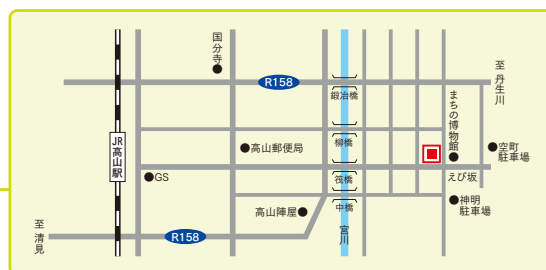 国分寺
至丹生川
R158
鍛冶橋
まちの博物館
JR高山駅
高山郵便局
柳橋
空町
駐車場
GS
筏橋
えび坂
高山陣屋
中橋
神明
駐車場
至清見
R158
宮川